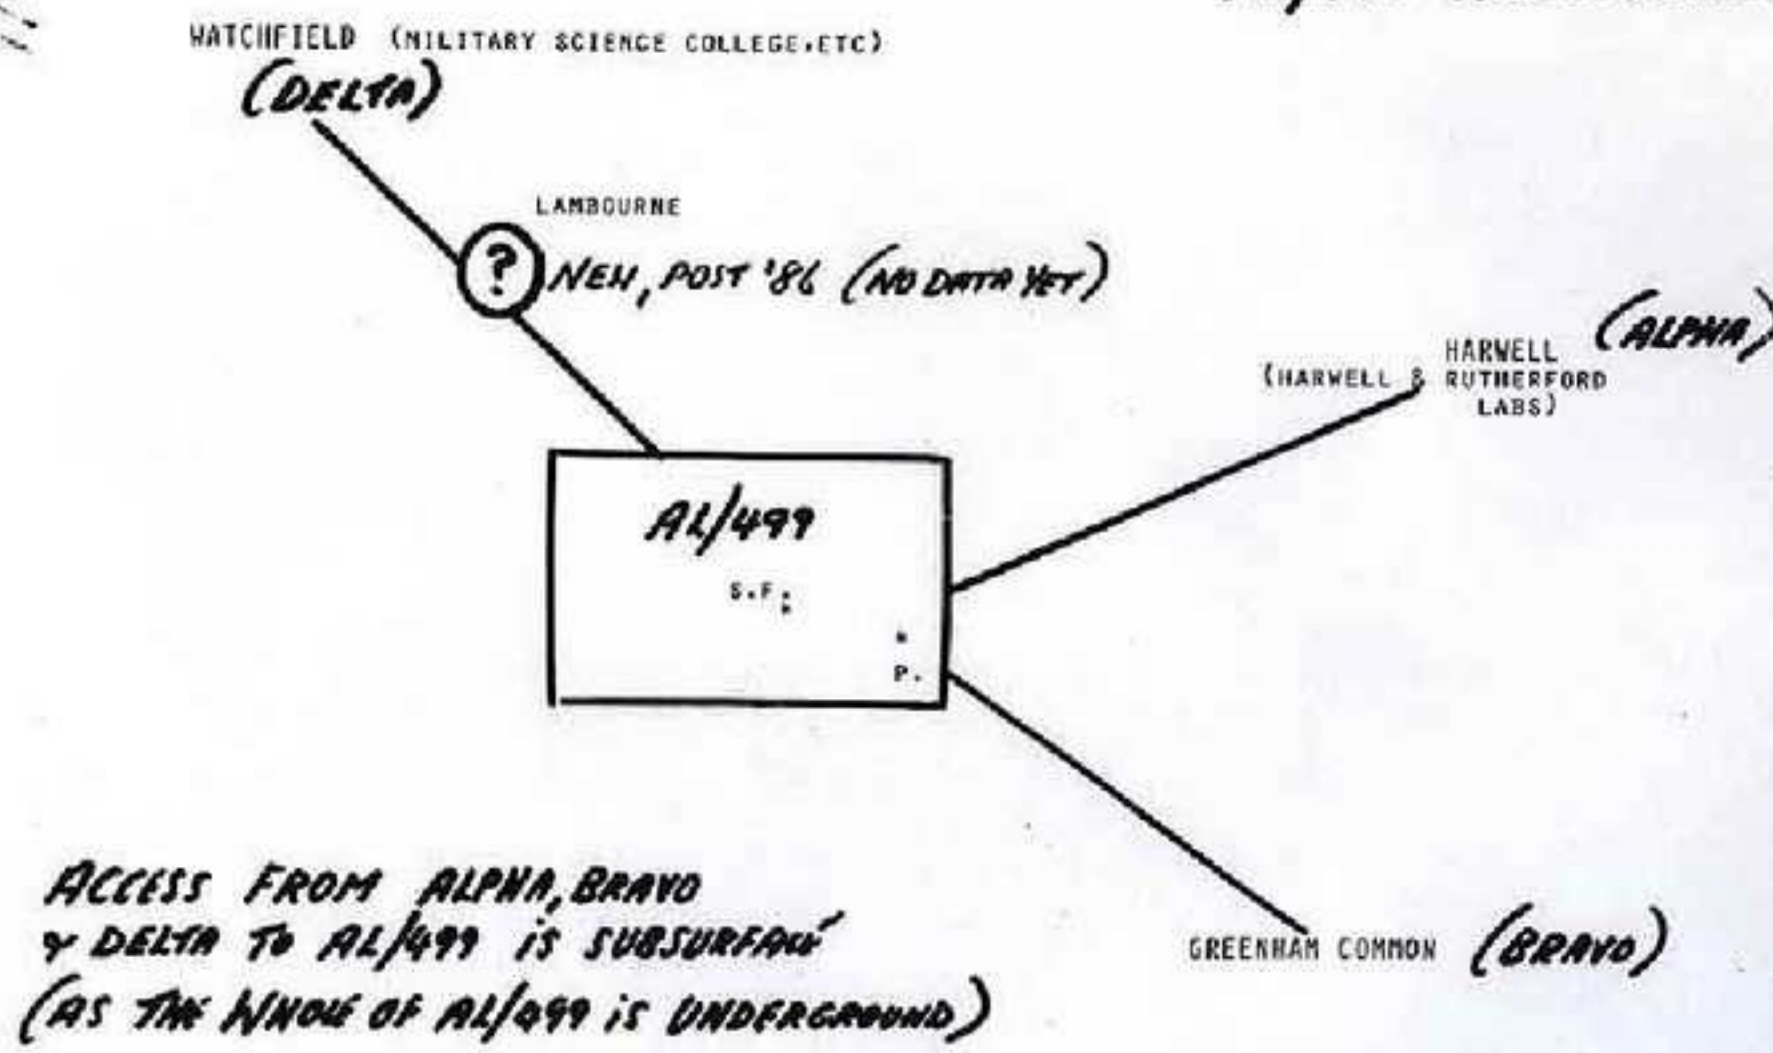 WATCHFIELD (MILITARY SCIENCE COLLEGE.ETC)
(DELTA)
LAMBOURNE
? NEW, POST '86 (NO DATA YET)
(ALPHA)
HARWELL
(HARWELL & RUTHERFORD
LABS)
AL/499
S.F.
P.
GREENHAM COMMON (BRAVO)
ACCESS FROM ALPHA, BRAVO
& DELTA TO AL/499 IS SUBSURFACE
(AS THE WHOLE OF AL/499 IS UNDERGROUND)